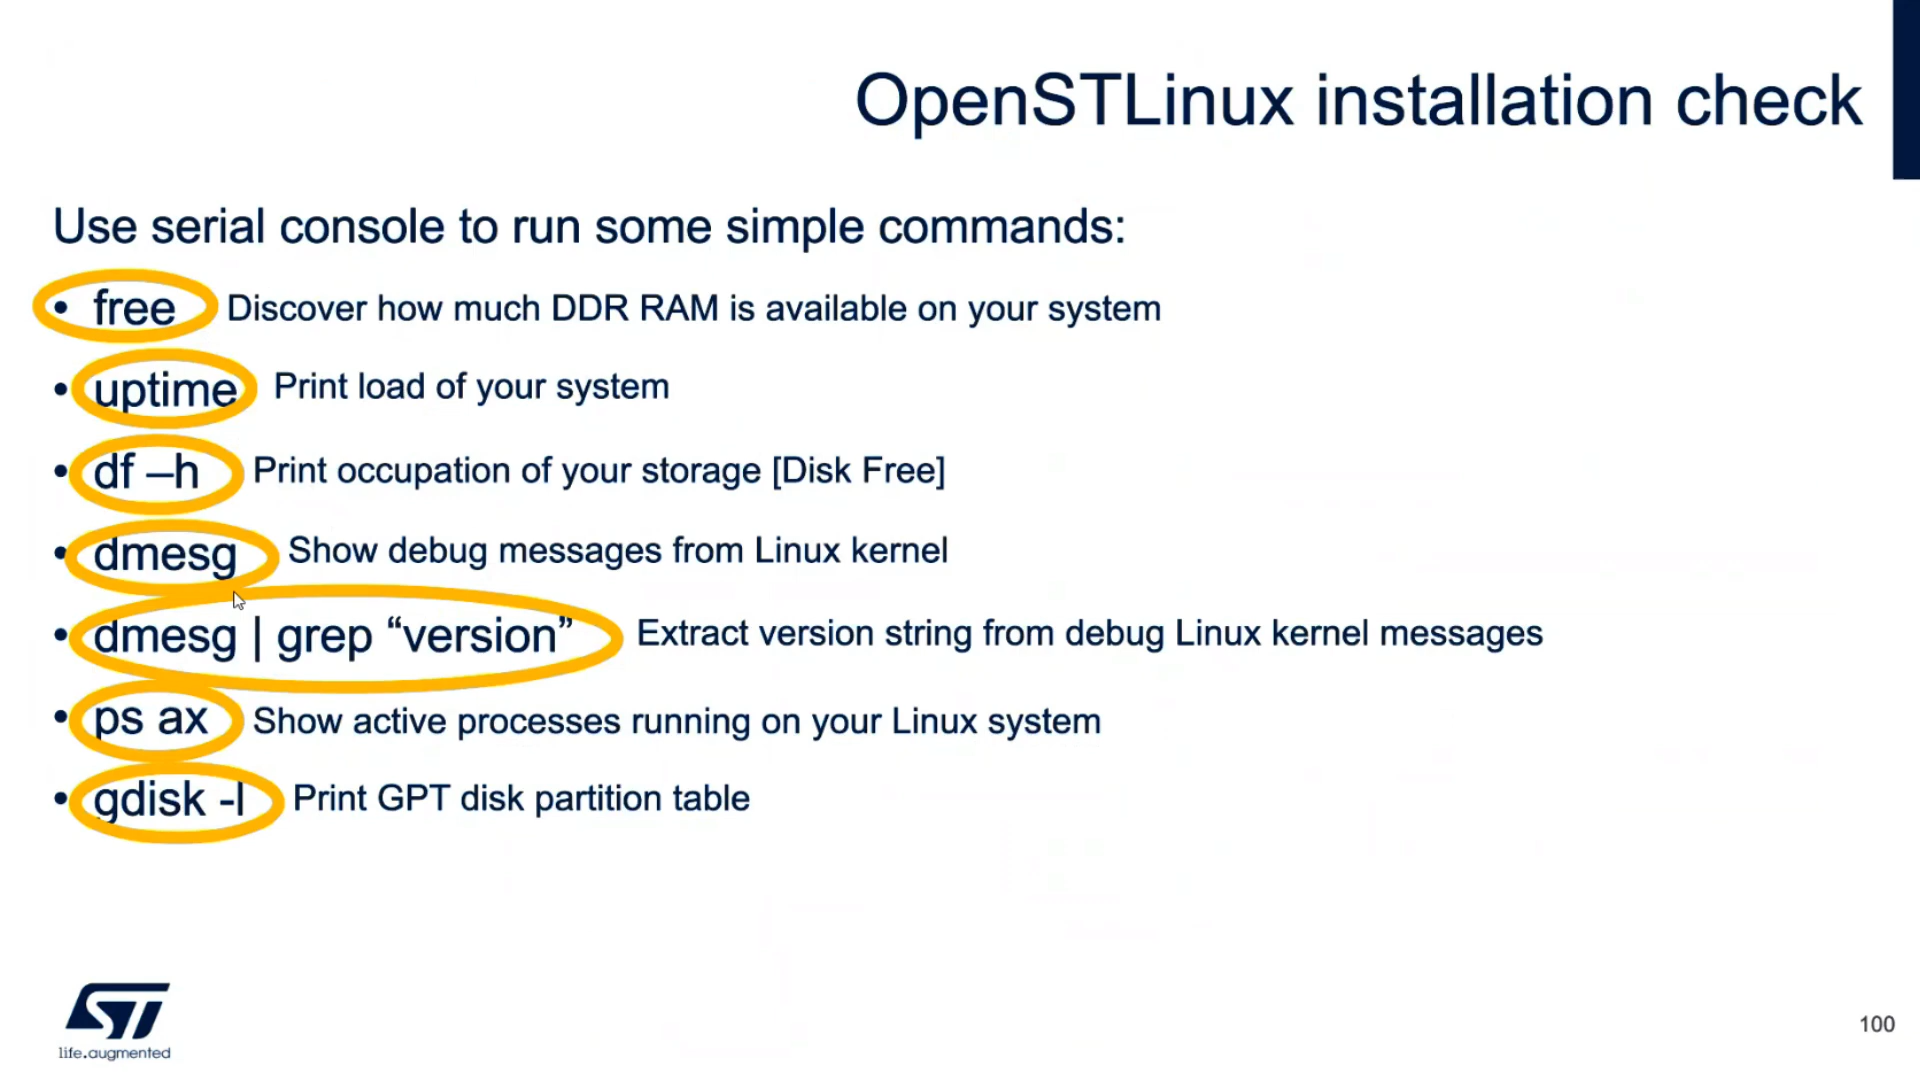 OpenSTLinux installation check
Use serial console to run some simple commands:
• free Discover how much DDR RAM is available on your system
• uptime Print load of your system
• df –h Print occupation of your storage [Disk Free]
• dmesg Show debug messages from Linux kernel
• dmesg | grep “version” Extract version string from debug Linux kernel messages
• ps ax Show active processes running on your Linux system
• gdisk -l Print GPT disk partition table
ST
life.augmented
100